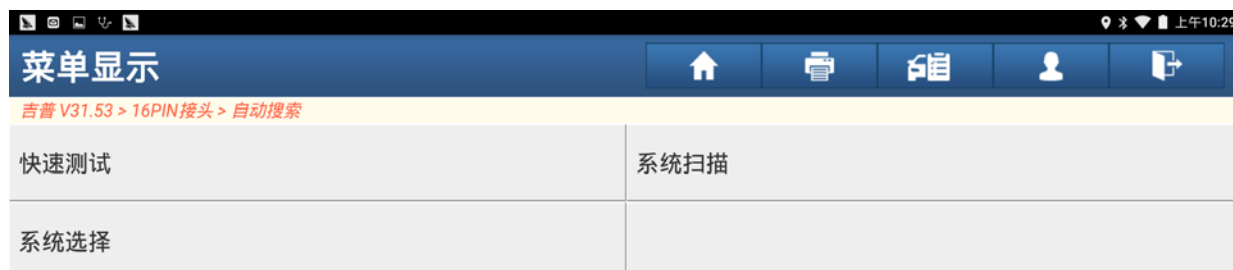 上午10:29
菜单显示
吉普 V31.53 > 16PIN接头 > 自动搜索
快速测试
系统扫描
系统选择